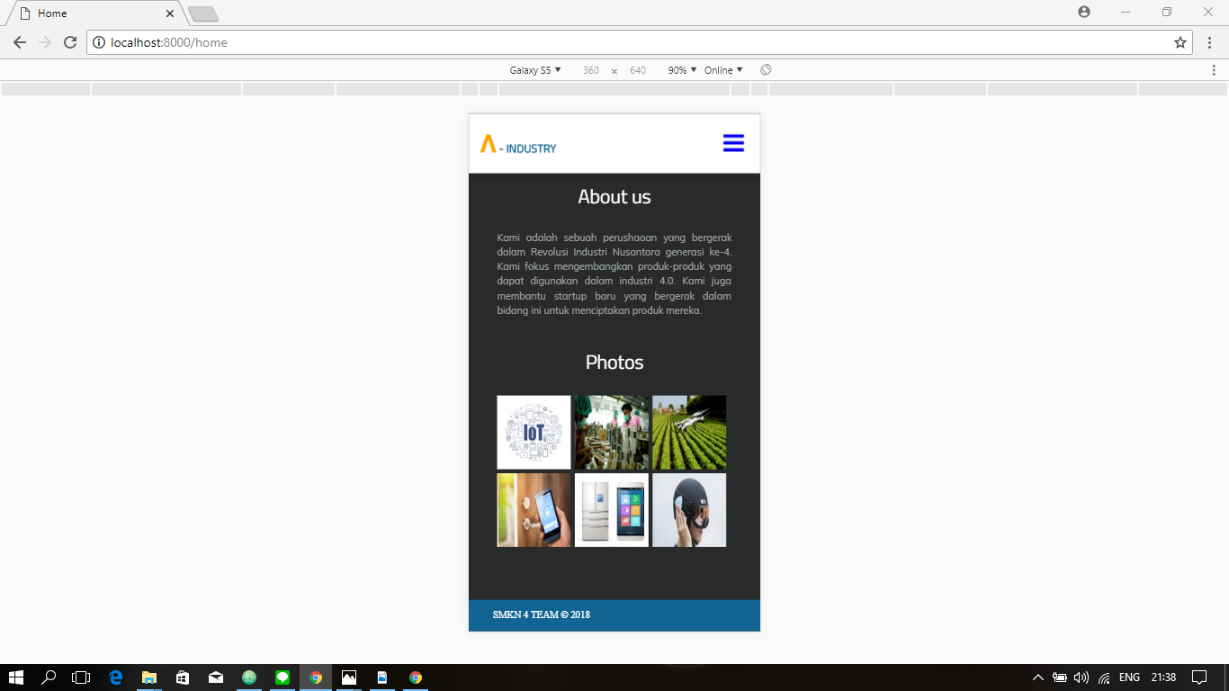 Home
localhost:8000/home
Galaxy S5 360 x 640 90% Online
Λ - INDUSTRY
About us
Kami adalah sebuah perushaaan yang bergerak
dalam Revolusi Industri Nusantara generasi ke-4.
Kami fokus mengembangkan produk-produk yang
dapat digunakan dalam industri 4.0. Kami juga
membantu startup baru yang bergerak dalam
bidang ini untuk menciptakan produk mereka.
Photos
IoT
SMKN 4 TEAM © 2018
ENG 21:38